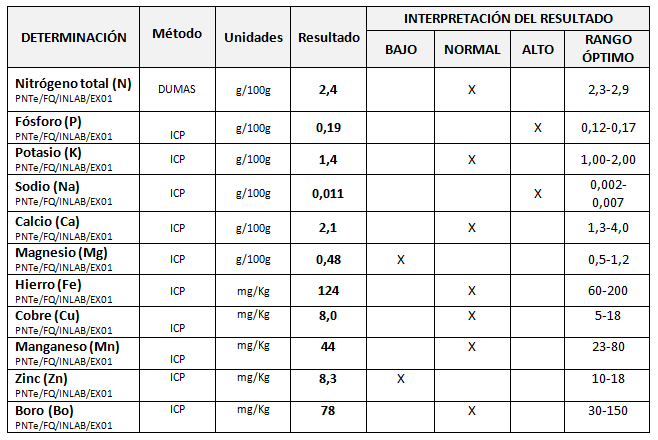 DETERMINACIÓN Método Unidades Resultado INTERPRETACIÓN DEL RESULTADO
BAJO NORMAL ALTO RANGO
ÓPTIMO
Nitrógeno total (N)
PNTe/FQ/INLAB/EX01 DUMAS g/100g 2,4 X 2,3-2,9
Fósforo (P)
PNTe/FQ/INLAB/EX01 ICP g/100g 0,19 X 0,12-0,17
Potasio (K)
PNTe/FQ/INLAB/EX01 ICP g/100g 1,4 X 1,00-2,00
Sodio (Na)
PNTe/FQ/INLAB/EX01 ICP g/100g 0,011 X 0,002-
0,007
Calcio (Ca)
PNTe/FQ/INLAB/EX01 ICP g/100g 2,1 X 1,3-4,0
Magnesio (Mg)
PNTe/FQ/INLAB/EX01 ICP g/100g 0,48 X 0,5-1,2
Hierro (Fe)
PNTe/FQ/INLAB/EX01 ICP mg/Kg 124 X 60-200
Cobre (Cu)
PNTe/FQ/INLAB/EX01 ICP mg/Kg 8,0 X 5-18
Manganeso (Mn)
PNTe/FQ/INLAB/EX01 ICP mg/Kg 44 X 23-80
Zinc (Zn)
PNTe/FQ/INLAB/EX01 ICP mg/Kg 8,3 X 10-18
Boro (Bo)
PNTe/FQ/INLAB/EX01 ICP mg/Kg 78 X 30-150